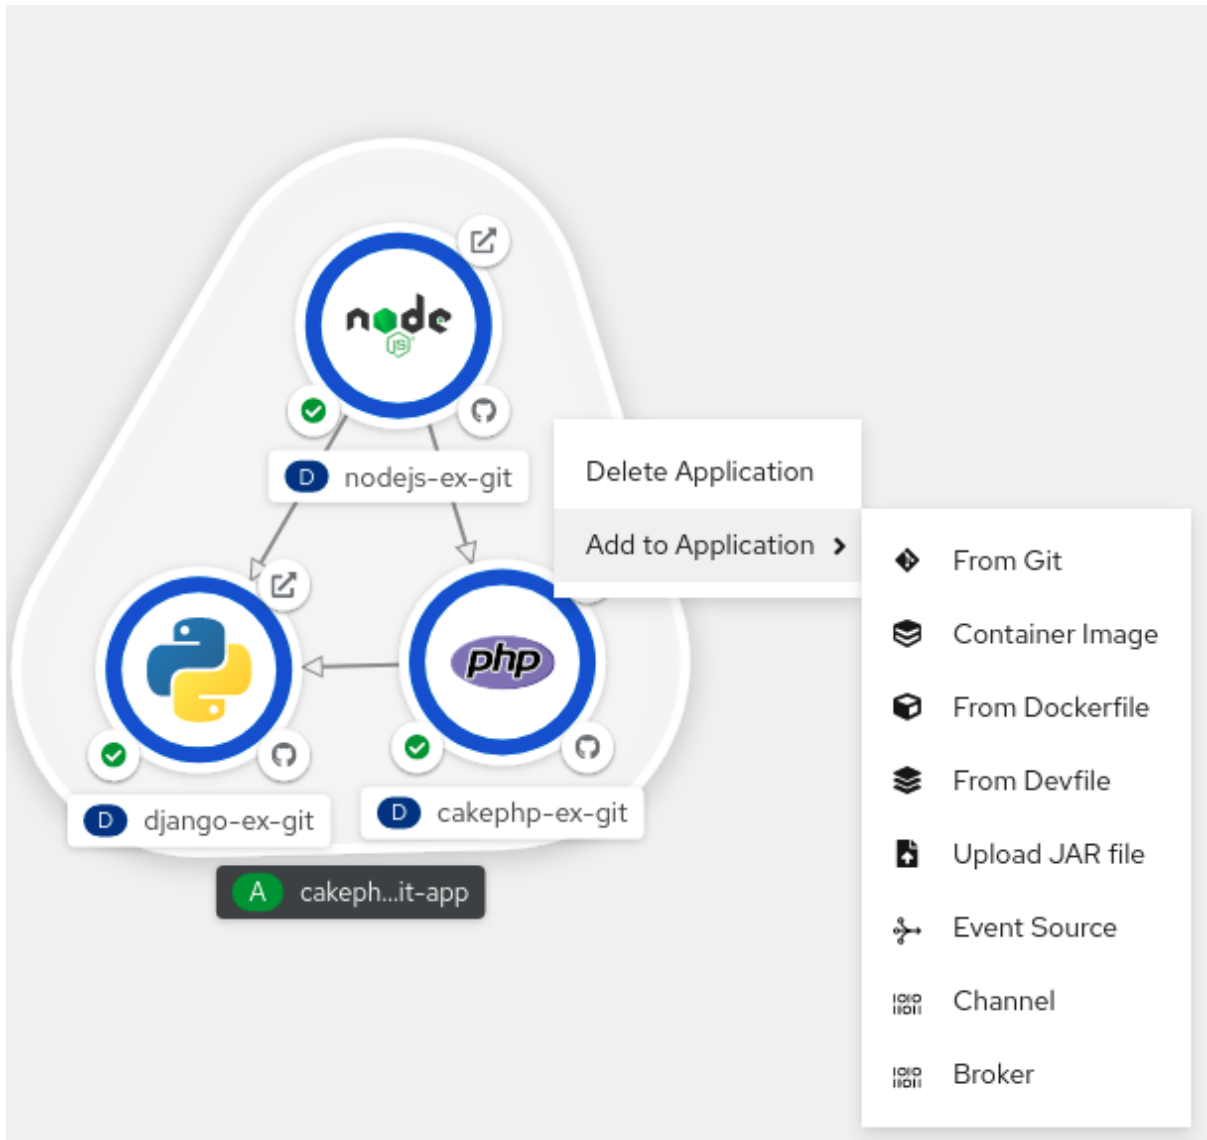 node
JS
D nodejs-ex-git
Delete Application
Add to Application
From Git
Container Image
From Dockerfile
From Devfile
Upload JAR file
Event Source
Channel
Broker
php
D django-ex-git
D cakephp-ex-git
A cakeph...it-app